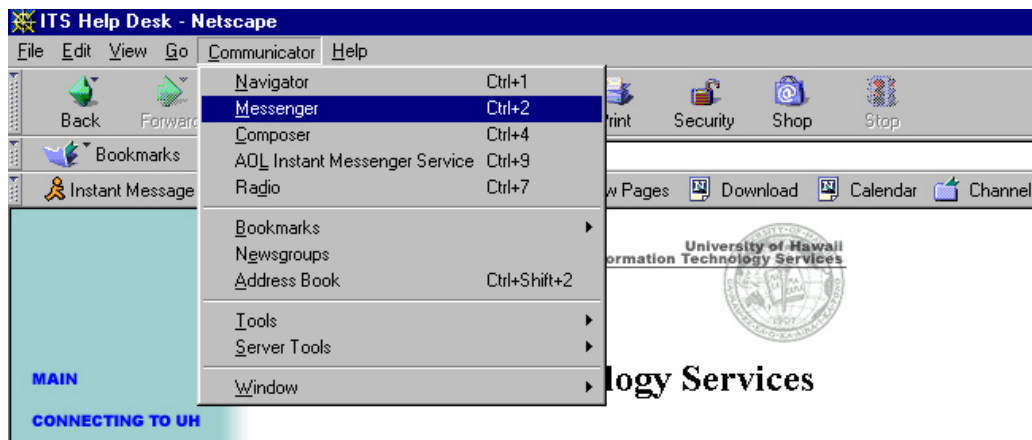 ITS Help Desk - Netscape
File Edit View Go Communicator Help
Navigator Ctrl+1
Messenger Ctrl+2
Composer Ctrl+4
AOL Instant Messenger Service Ctrl+9
Radio Ctrl+7
Bookmarks
Newsgroups
Address Book Ctrl+Shift+2
Tools
Server Tools
Window
Back Forward Print Security Shop Stop
Bookmarks
Instant Message w Pages Download Calendar Channel
University of Hawaii
ormation Technology Services
1907
logy Services
MAIN
CONNECTING TO UH